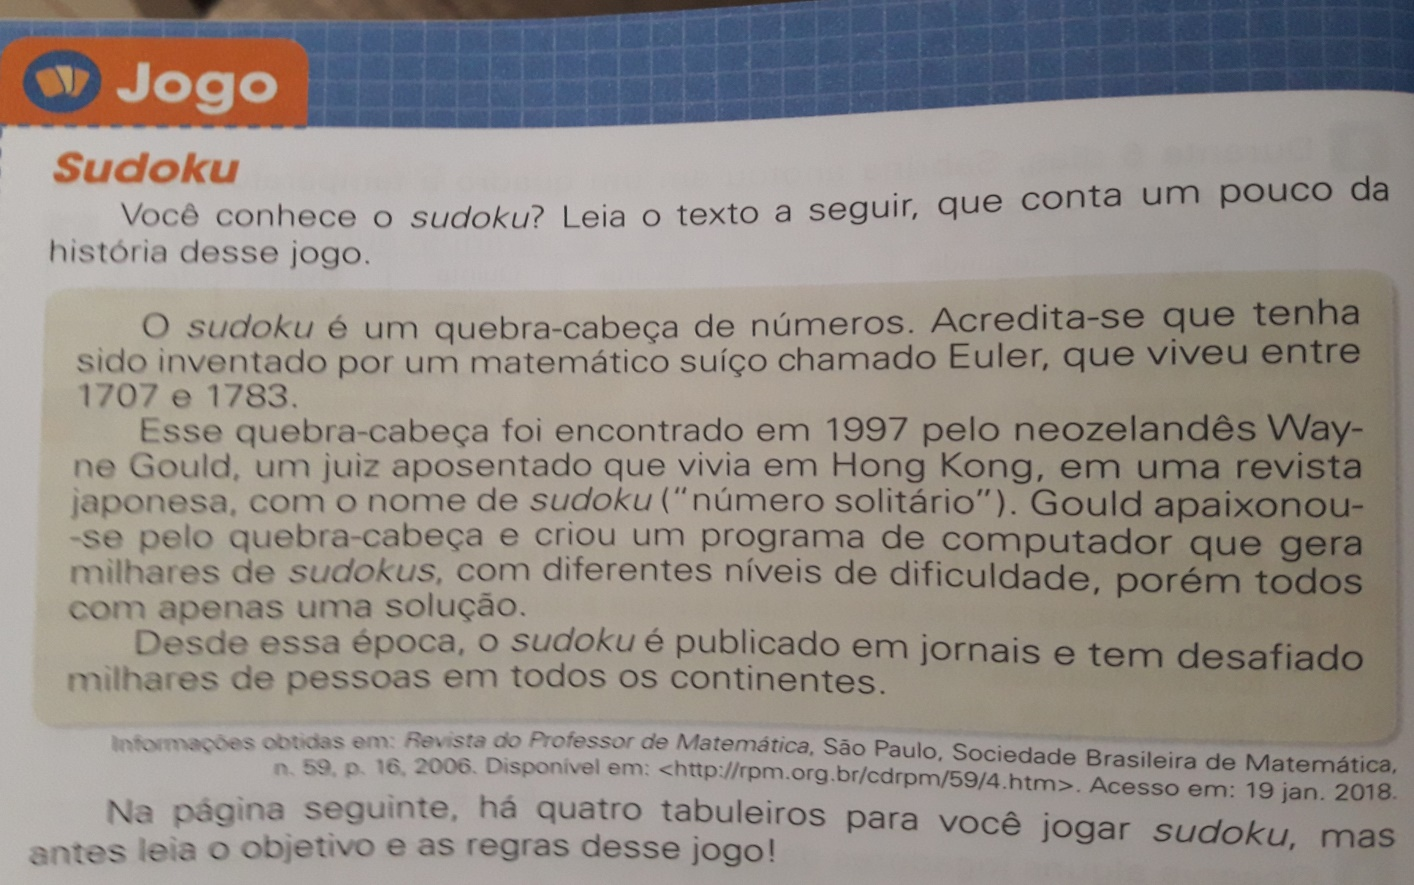 Jogo
Sudoku
Você conhece o sudoku? Leia o texto a seguir, que conta um pouco da
história desse jogo.
O sudoku é um quebra-cabeça de números. Acredita-se que tenha
sido inventado por um matemático suíço chamado Euler, que viveu entre
1707 e 1783.
Esse quebra-cabeça foi encontrado em 1997 pelo neozelandês Way-
ne Gould, um juiz aposentado que vivia em Hong Kong, em uma revista
japonesa, com o nome de sudoku (“número solitário”). Gould apaixonou-
-se pelo quebra-cabeça e criou um programa de computador que gera
milhares de sudokus, com diferentes níveis de dificuldade, porém todos
com apenas uma solução.
Desde essa época, o sudoku é publicado em jornais e tem desafiado
milhares de pessoas em todos os continentes.
Informações obtidas em: Revista do Professor de Matemática, São Paulo, Sociedade Brasileira de Matemática,
n. 59, p. 16, 2006. Disponível em: <http://rpm.org.br/cdrpm/59/4.htm>. Acesso em: 19 jan. 2018.
Na página seguinte, há quatro tabuleiros para você jogar sudoku, mas
antes leia o objetivo e as regras desse jogo!